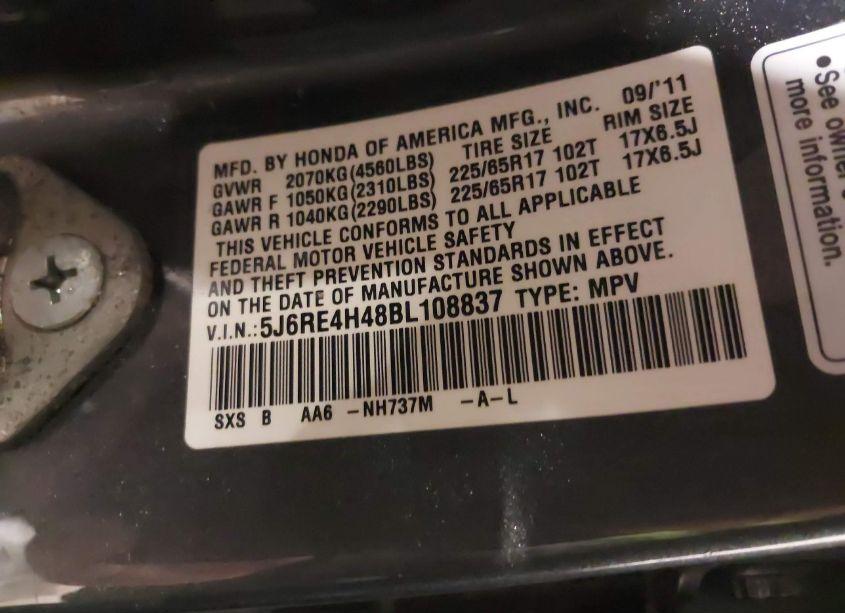 MFD. BY HONDA OF AMERICA MFG., INC. 09/'11
TIRE SIZE RIM SIZE
GVWR 2070KG(4560LBS)
GAWR F 1050KG(2310LBS) 225/65R17 102T 17X6.5J
GAWR R 1040KG(2290LBS) 225/65R17 102T 17X6.5J
THIS VEHICLE CONFORMS TO ALL APPLICABLE
FEDERAL MOTOR VEHICLE SAFETY
AND THEFT PREVENTION STANDARDS IN EFFECT
ON THE DATE OF MANUFACTURE SHOWN ABOVE.
V.I.N.:5J6RE4H48BL108837 TYPE: MPV
SXS B AA6 -NH737M -A-L
•See owner's
more information.